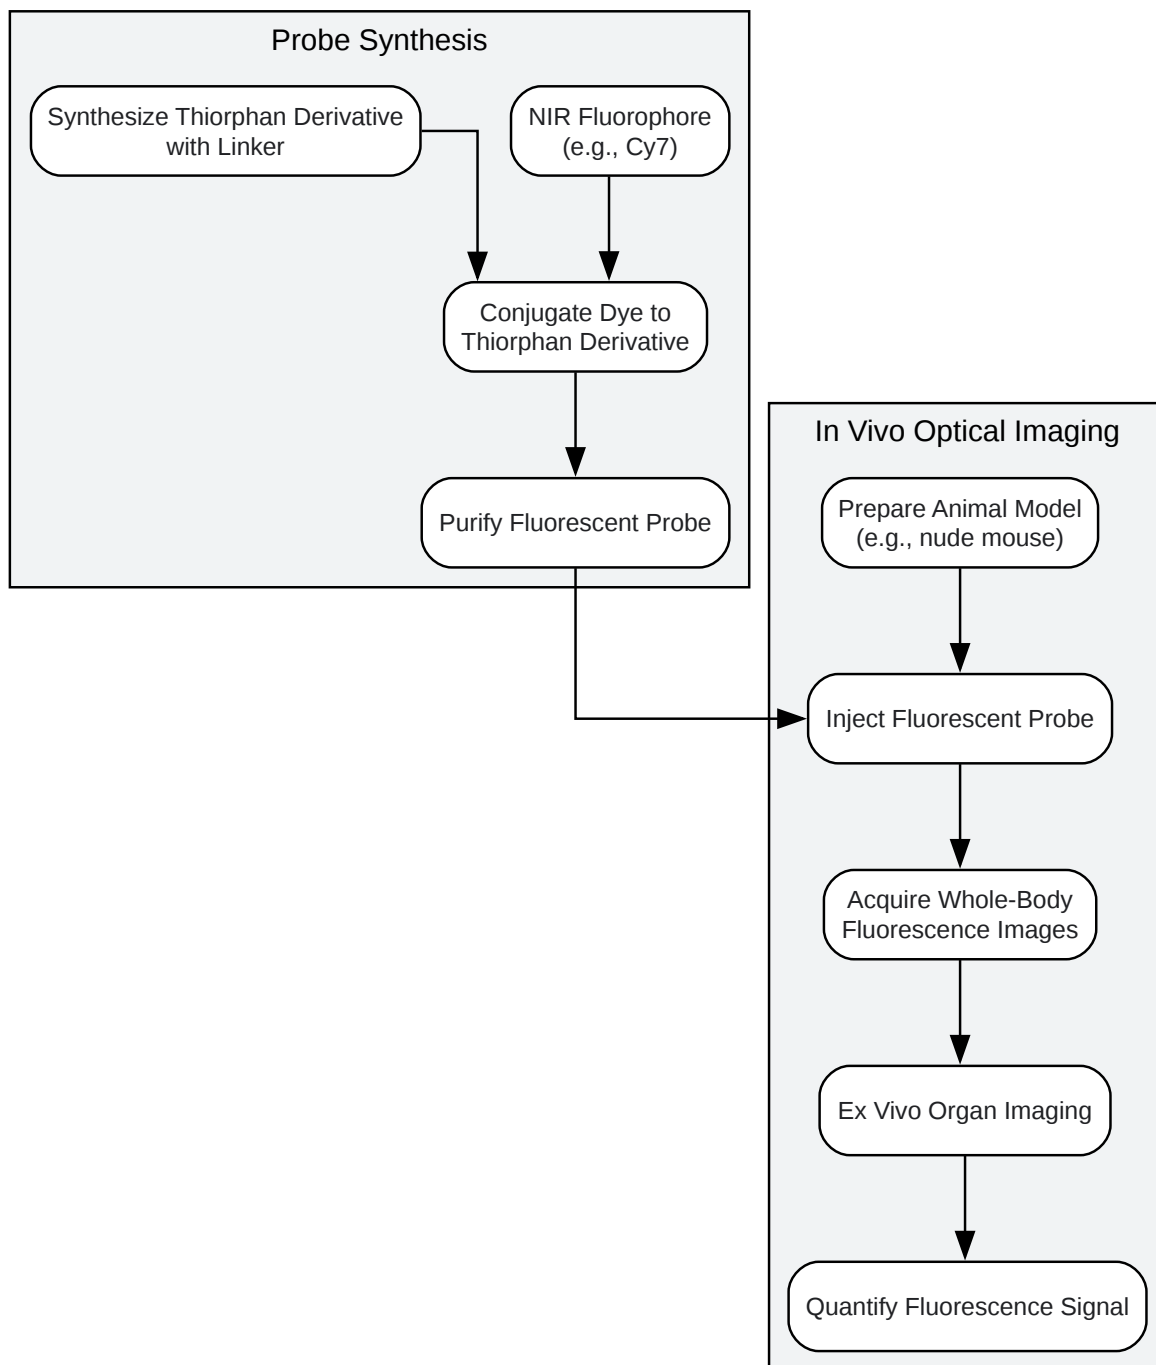 Probe Synthesis
Synthesize Thiorphan Derivative
with Linker
NIR Fluorophore
(e.g., Cy7)
Conjugate Dye to
Thiorphan Derivative
Purify Fluorescent Probe
In Vivo Optical Imaging
Prepare Animal Model
(e.g., nude mouse)
Inject Fluorescent Probe
Acquire Whole-Body
Fluorescence Images
Ex Vivo Organ Imaging
Quantify Fluorescence Signal